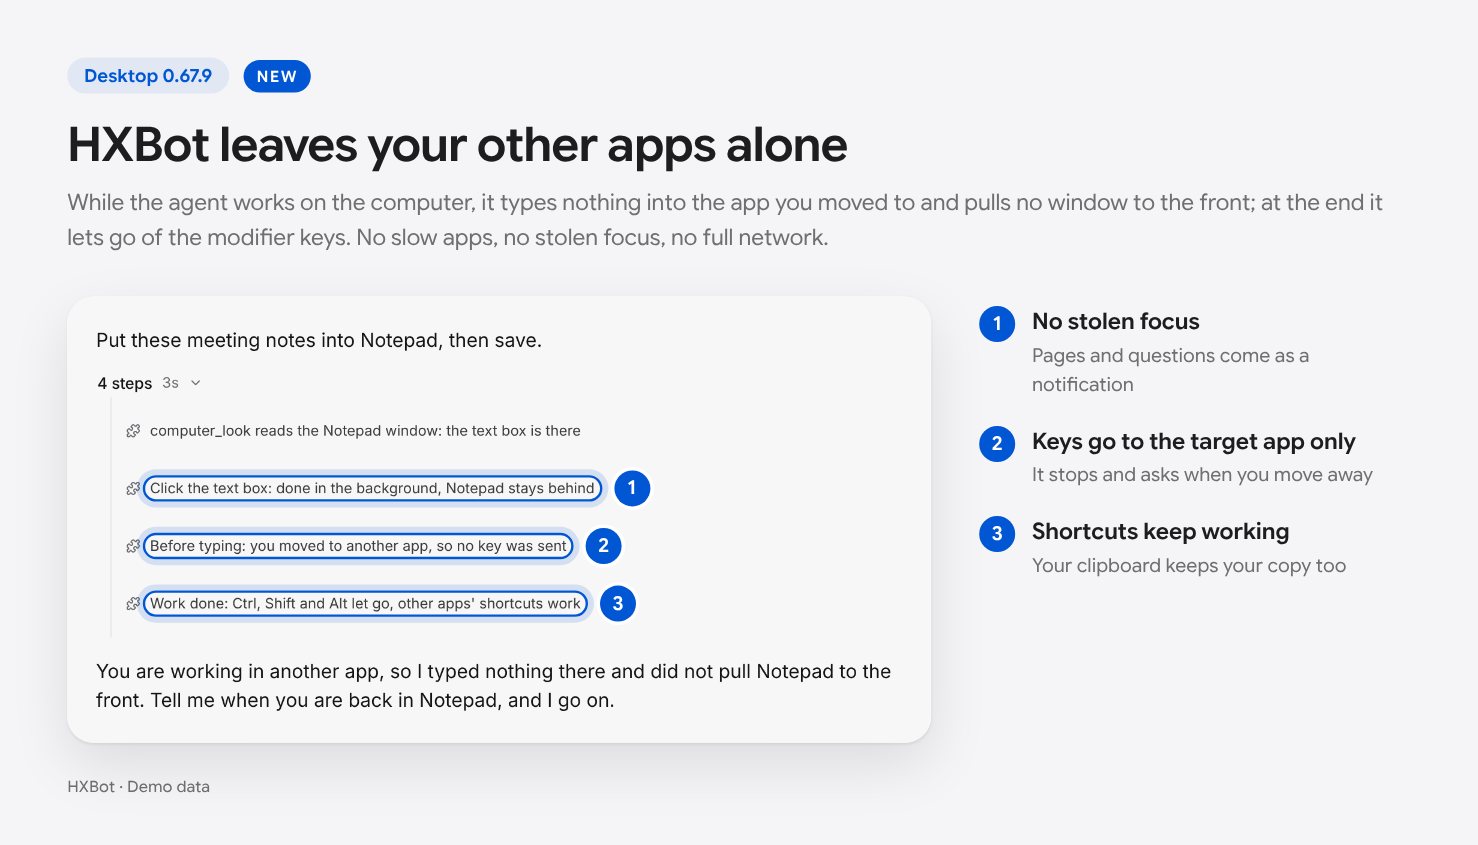 Desktop 0.67.9
NEW
HXBot leaves your other apps alone
While the agent works on the computer, it types nothing into the app you moved to and pulls no window to the front; at the end it
lets go of the modifier keys. No slow apps, no stolen focus, no full network.
Put these meeting notes into Notepad, then save.
4 steps 3s
computer_look reads the Notepad window: the text box is there
Click the text box: done in the background, Notepad stays behind
1
Before typing: you moved to another app, so no key was sent
2
Work done: Ctrl, Shift and Alt let go, other apps' shortcuts work
3
You are working in another app, so I typed nothing there and did not pull Notepad to the
front. Tell me when you are back in Notepad, and I go on.
1 No stolen focus
Pages and questions come as a
notification
2 Keys go to the target app only
It stops and asks when you move away
3 Shortcuts keep working
Your clipboard keeps your copy too
HXBot · Demo data